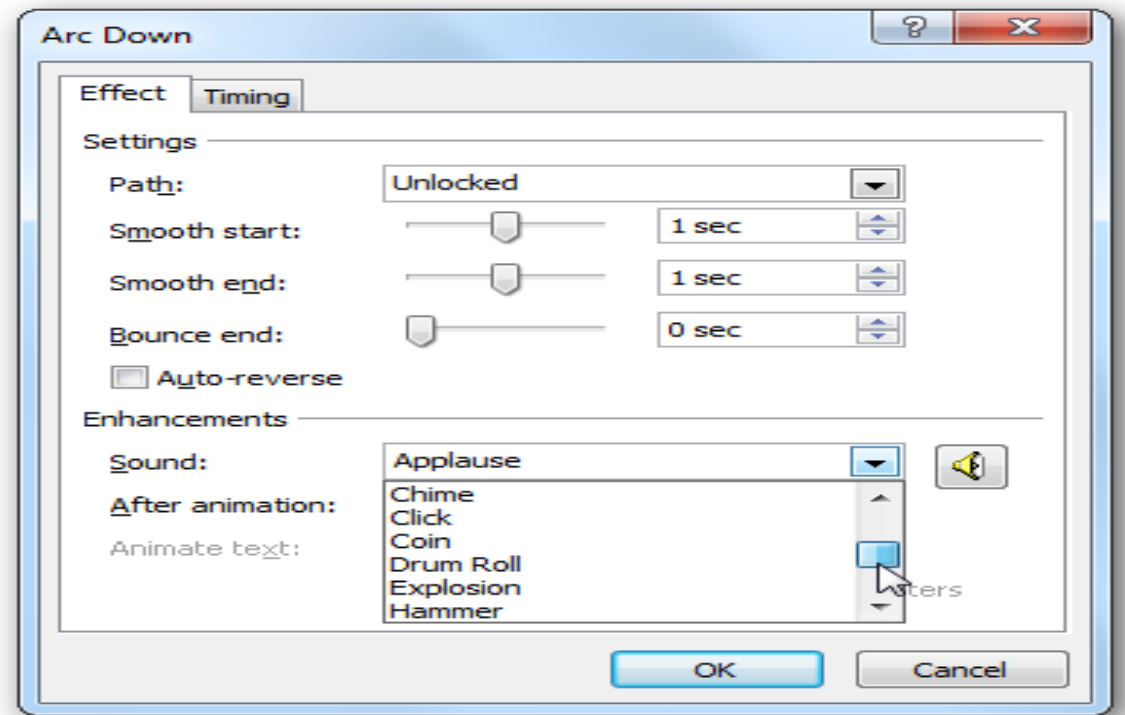 Arc Down
Effect Timing
Settings
Path: Unlocked
Smooth start: 1 sec
Smooth end: 1 sec
Bounce end: 0 sec
Auto-reverse
Enhancements
Sound: Applause
Chime
After animation:
Click
Coin
Animate text:
Drum Roll
Explosion
Hammer
OK Cancel